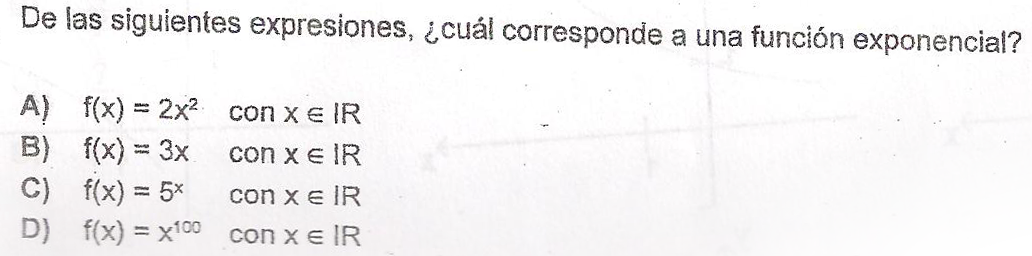 De las siguientes expresiones, ¿cuál corresponde a una función exponencial?
A) f(x) = 2x² con x ∈ IR
B) f(x) = 3x con x ∈ IR
C) f(x) = 5ˣ con x ∈ IR
D) f(x) = x¹⁰⁰ con x ∈ IR